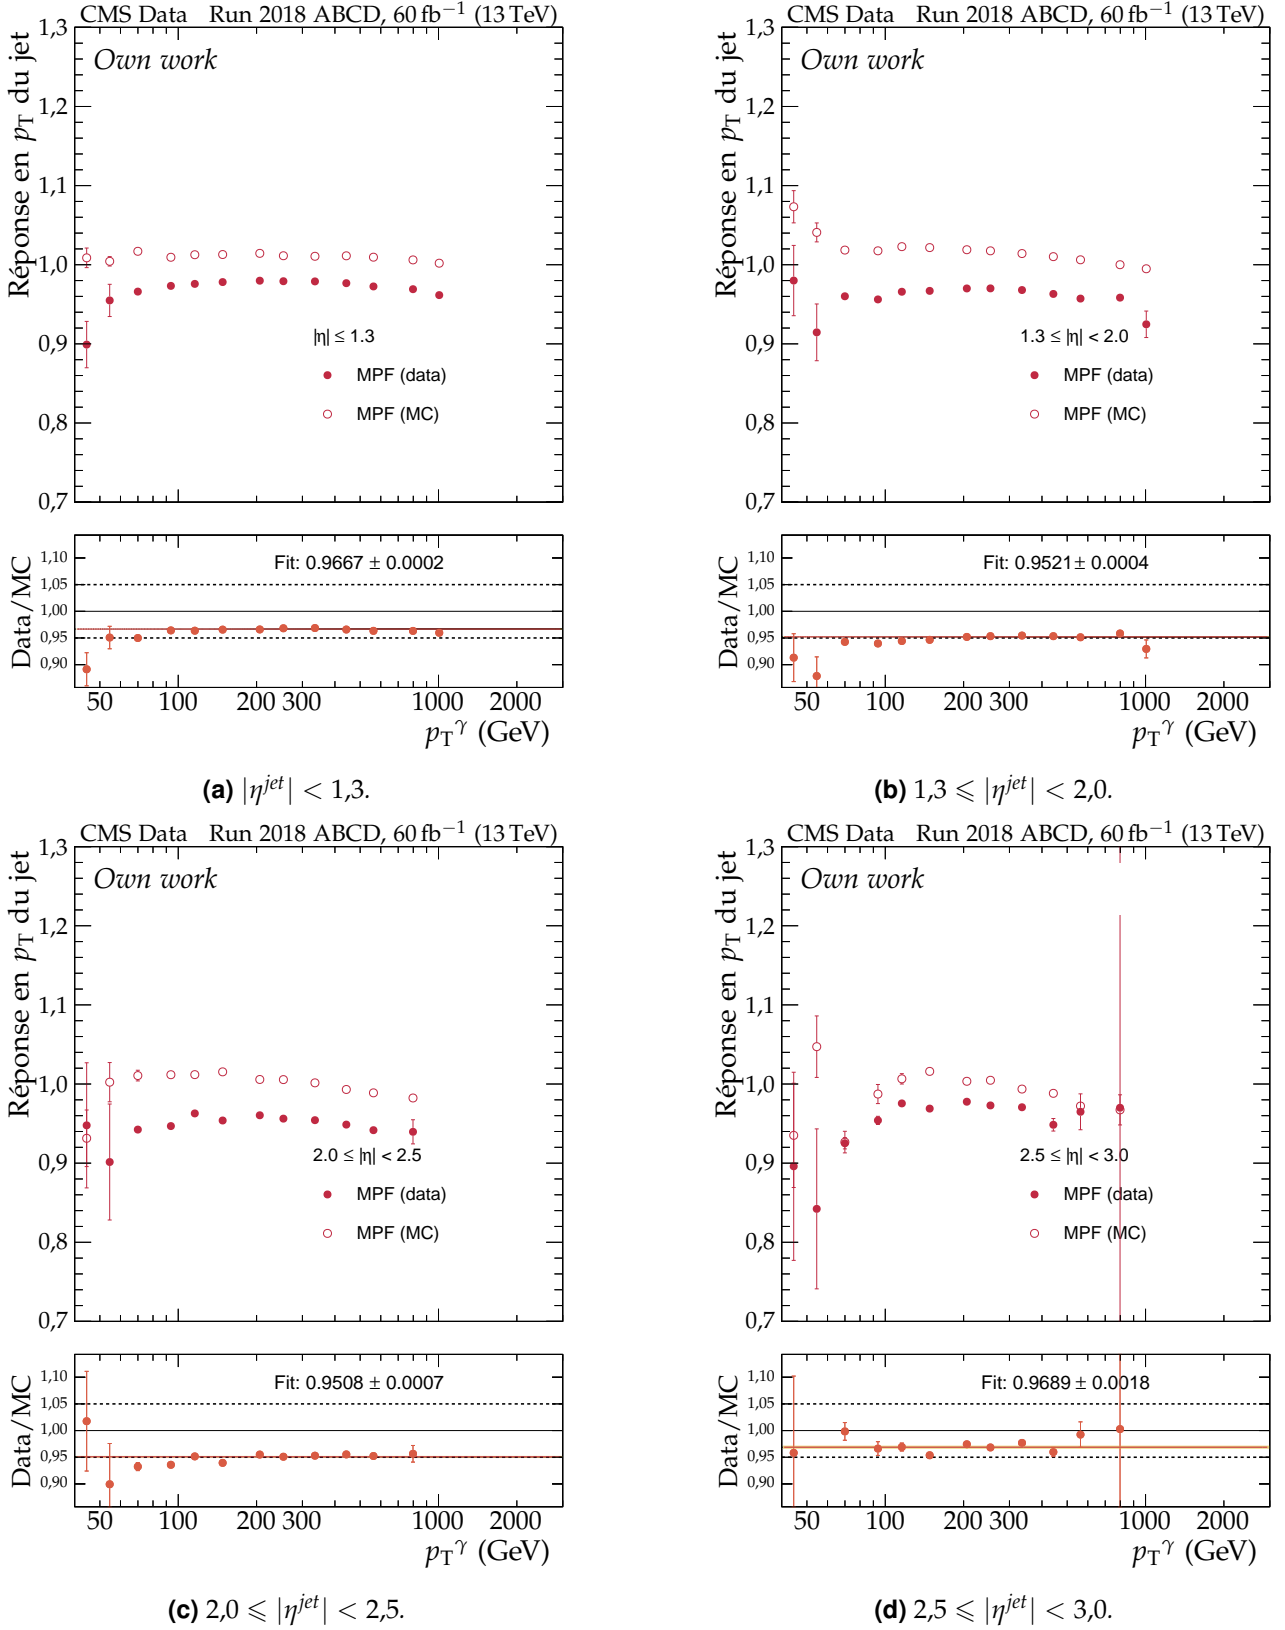 CMS Data Run 2018 ABCD, 60 fb⁻¹ (13 TeV)
Own work
Réponse en pT du jet
1,3
1,2
1,1
1,0
0,9
0,8
0,7
|η| ≤ 1.3
MPF (data)
MPF (MC)
Data/MC
1,10
1,05
1,00
0,95
0,90
Fit: 0.9667 ± 0.0002
50 100 200 300 1000 2000
pT^γ (GeV)
(a) |η^jet| < 1,3.
CMS Data Run 2018 ABCD, 60 fb⁻¹ (13 TeV)
Own work
Réponse en pT du jet
1,3
1,2
1,1
1,0
0,9
0,8
0,7
1.3 ≤ |η| < 2.0
MPF (data)
MPF (MC)
Data/MC
1,10
1,05
1,00
0,95
0,90
Fit: 0.9521± 0.0004
50 100 200 300 1000 2000
pT^γ (GeV)
(b) 1,3 ⩽ |η^jet| < 2,0.
CMS Data Run 2018 ABCD, 60 fb⁻¹ (13 TeV)
Own work
Réponse en pT du jet
1,3
1,2
1,1
1,0
0,9
0,8
0,7
2.0 ≤ |η| < 2.5
MPF (data)
MPF (MC)
Data/MC
1,10
1,05
1,00
0,95
0,90
Fit: 0.9508 ± 0.0007
50 100 200 300 1000 2000
pT^γ (GeV)
(c) 2,0 ⩽ |η^jet| < 2,5.
CMS Data Run 2018 ABCD, 60 fb⁻¹ (13 TeV)
Own work
Réponse en pT du jet
1,3
1,2
1,1
1,0
0,9
0,8
0,7
2.5 ≤ |η| < 3.0
MPF (data)
MPF (MC)
Data/MC
1,10
1,05
1,00
0,95
0,90
Fit: 0.9689 ± 0.0018
50 100 200 300 1000 2000
pT^γ (GeV)
(d) 2,5 ⩽ |η^jet| < 3,0.